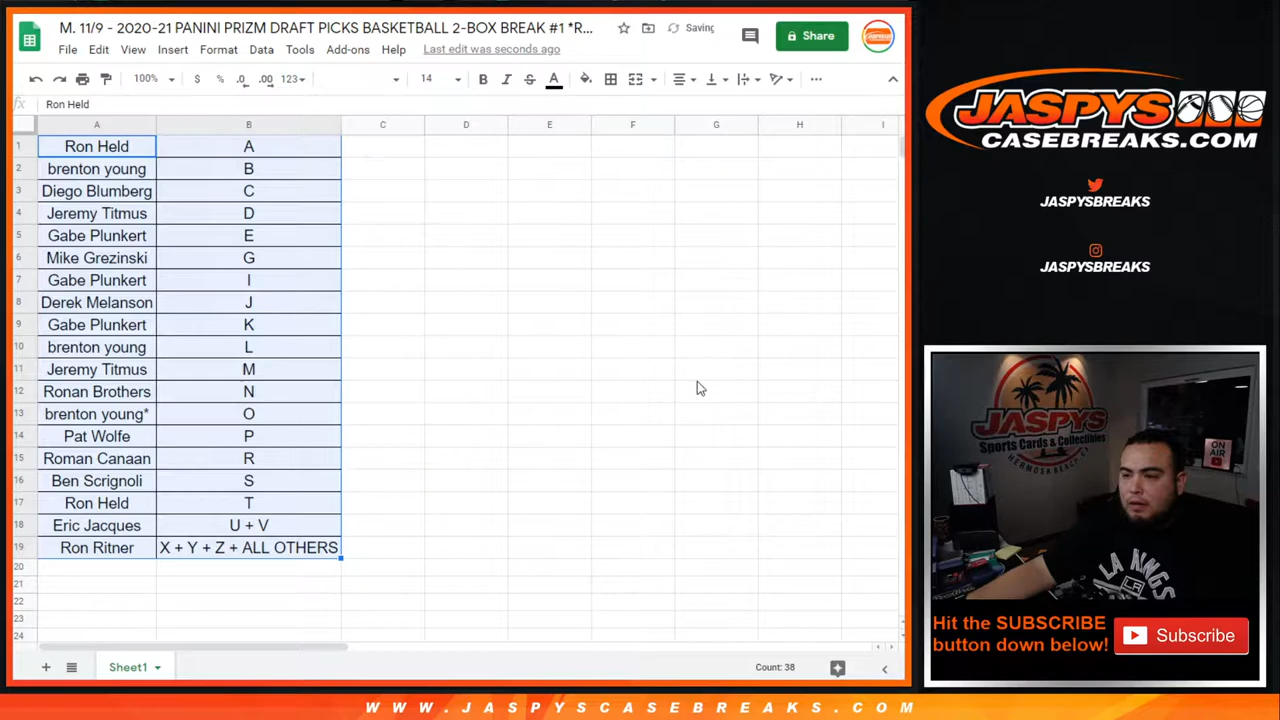 M. 11/9 - 2020-21 PANINI PRIZM DRAFT PICKS BASKETBALL 2-BOX BREAK #1 *R...
Saving
Share
File Edit View Insert Format Data Tools Add-ons Help Last edit was seconds ago
100% $ % .0 .00 123 14 B I S A
fx Ron Held
A B C D E F G H I
1 Ron Held A
2 brenton young B
3 Diego Blumberg C
4 Jeremy Titmus D
5 Gabe Plunkert E
6 Mike Grezinski G
7 Gabe Plunkert I
8 Derek Melanson J
9 Gabe Plunkert K
10 brenton young L
11 Jeremy Titmus M
12 Ronan Brothers N
13 brenton young* O
14 Pat Wolfe P
15 Roman Canaan R
16 Ben Scrignoli S
17 Ron Held T
18 Eric Jacques U + V
19 Ron Ritner X + Y + Z + ALL OTHERS
20
21
22
23
24
Sheet1
Count: 38
JASPYS
CASEBREAKS.COM
JASPYSBREAKS
JASPYSBREAKS
JASPYS
Sports Cards & Collectibles
HERMOSA BEACH, CA
ON AIR
LA KINGS
LA
Hit the SUBSCRIBE
button down below!
Subscribe
WWW.JASPYSCASEBREAKS.COM